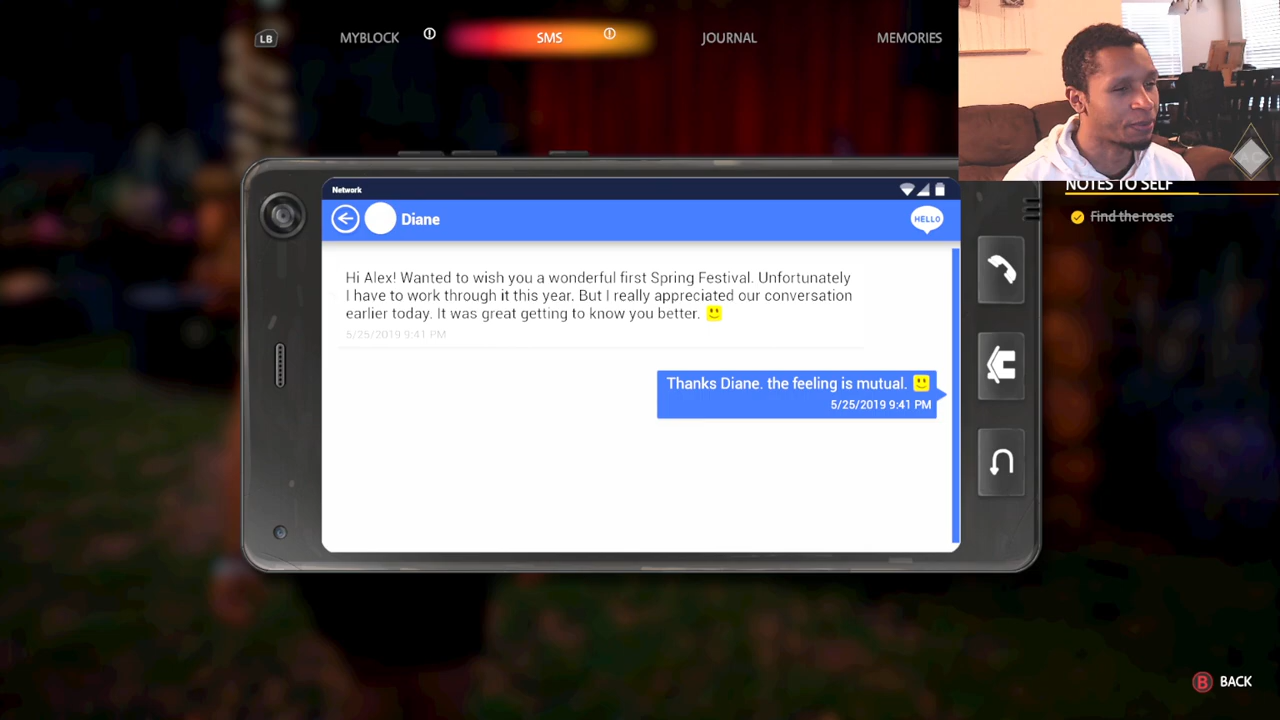 LB
MYBLOCK
SMS
JOURNAL
MEMORIES
NOTES TO SELF
Find the roses
Network
Diane
HELLO
Hi Alex! Wanted to wish you a wonderful first Spring Festival. Unfortunately
I have to work through it this year. But I really appreciated our conversation
earlier today. It was great getting to know you better.
5/25/2019 9:41 PM
Thanks Diane. the feeling is mutual.
5/25/2019 9:41 PM
B BACK